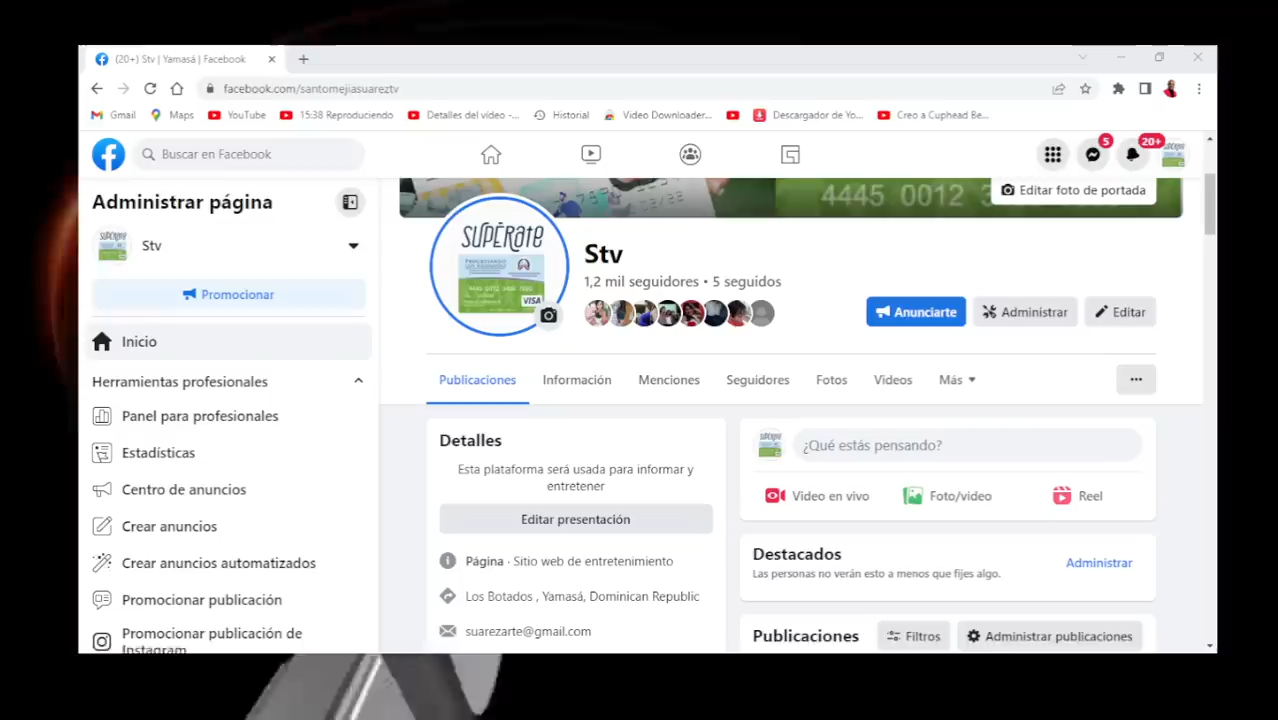 (20+) Stv | Yamasá | Facebook
facebook.com/santomejiasuareztv
Gmail Maps YouTube 15:38 Reproduciendo Detalles del vídeo -... Historial Video Downloader... Descargador de Yo... Creo a Cuphead Be...
Buscar en Facebook
5
20+
Administrar página
Stv
Promocionar
Inicio
Herramientas profesionales
Panel para profesionales
Estadísticas
Centro de anuncios
Crear anuncios
Crear anuncios automatizados
Promocionar publicación
Promocionar publicación de
Instagram
4445 0012
Editar foto de portada
SUPÉRATE
VISA
Stv
1,2 mil seguidores • 5 seguidos
Anunciarte Administrar Editar
Publicaciones Información Menciones Seguidores Fotos Videos Más
Detalles
Esta plataforma será usada para informar y
entretener
Editar presentación
Página · Sitio web de entretenimiento
Los Botados , Yamasá, Dominican Republic
suarezarte@gmail.com
¿Qué estás pensando?
Video en vivo Foto/video Reel
Destacados
Administrar
Las personas no verán esto a menos que fijes algo.
Publicaciones Filtros Administrar publicaciones